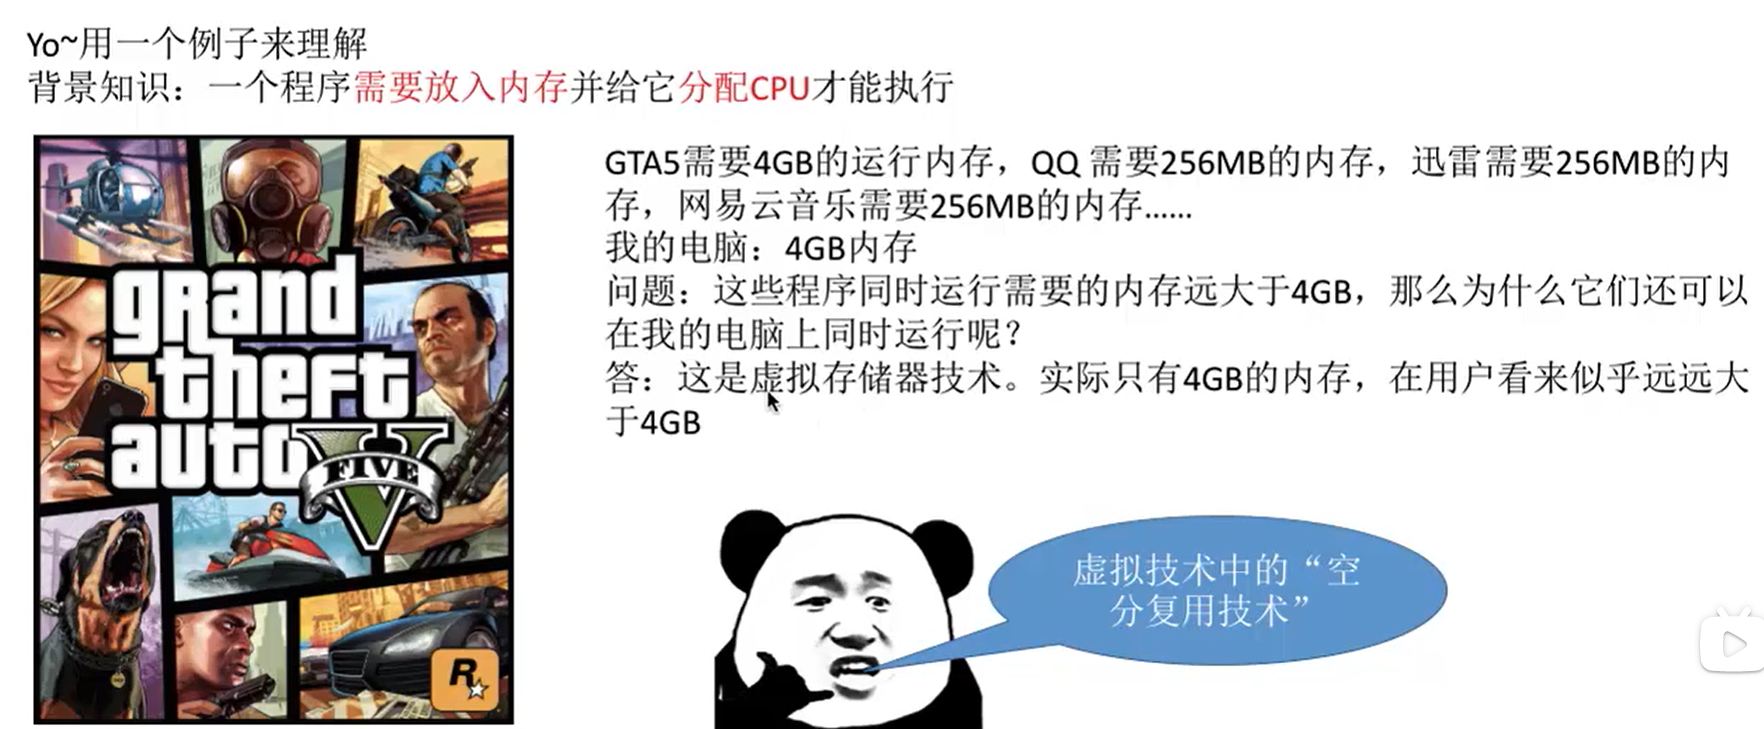 Yo~用一个例子来理解
背景知识：一个程序需要放入内存并给它分配CPU才能执行
GTA5需要4GB的运行内存，QQ 需要256MB的内存，迅雷需要256MB的内
存，网易云音乐需要256MB的内存……
我的电脑：4GB内存
问题：这些程序同时运行需要的内存远大于4GB，那么为什么它们还可以
在我的电脑上同时运行呢？
答：这是虚拟存储器技术。实际只有4GB的内存，在用户看来似乎远远大
于4GB
grand
theft
auto
V
FIVE
R
虚拟技术中的“空
分复用技术”